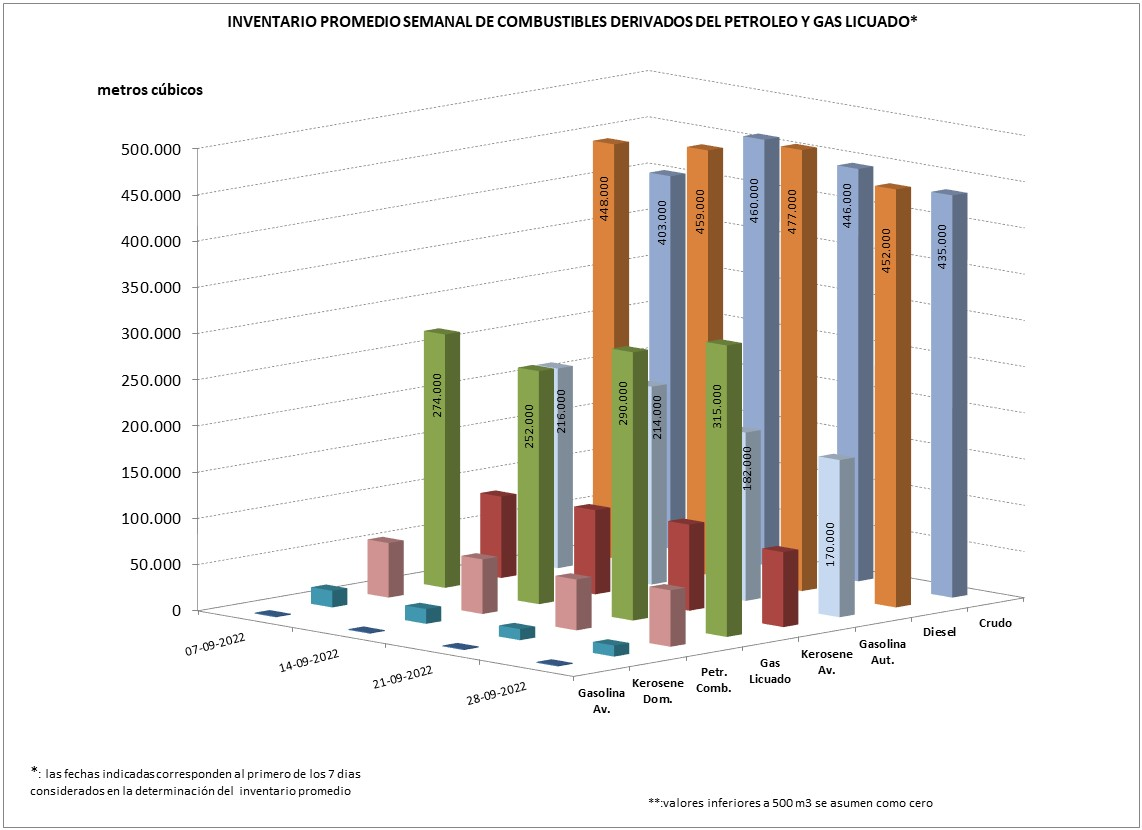 INVENTARIO PROMEDIO SEMANAL DE COMBUSTIBLES DERIVADOS DEL PETROLEO Y GAS LICUADO*
metros cúbicos
500.000
450.000
400.000
350.000
300.000
250.000
200.000
150.000
100.000
50.000
0
448.000
403.000
459.000
460.000
477.000
446.000
452.000
435.000
274.000
252.000
216.000
290.000
214.000
315.000
182.000
170.000
07-09-2022
14-09-2022
21-09-2022
28-09-2022
Gasolina
Av.
Kerosene
Dom.
Petr.
Comb.
Gas
Licuado
Kerosene
Av.
Gasolina
Aut.
Diesel
Crudo
*: las fechas indicadas corresponden al primero de los 7 dias
considerados en la determinación del inventario promedio
**:valores inferiores a 500 m3 se asumen como cero